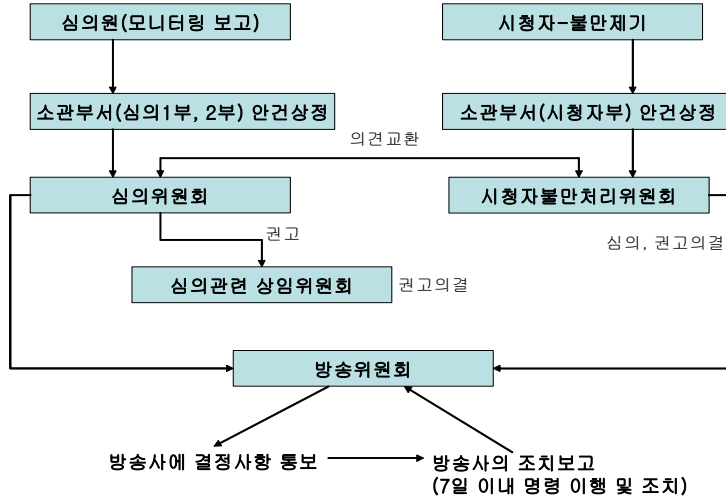 심의원(모니터링 보고)
시청자-불만제기
소관부서(심의1부, 2부) 안건상정
소관부서(시청자부) 안건상정
의견교환
심의위원회
시청자불만처리위원회
권고
심의, 권고의결
심의관련 상임위원회
권고의결
방송위원회
방송사에 결정사항 통보
방송사의 조치보고
(7일 이내 명령 이행 및 조치)